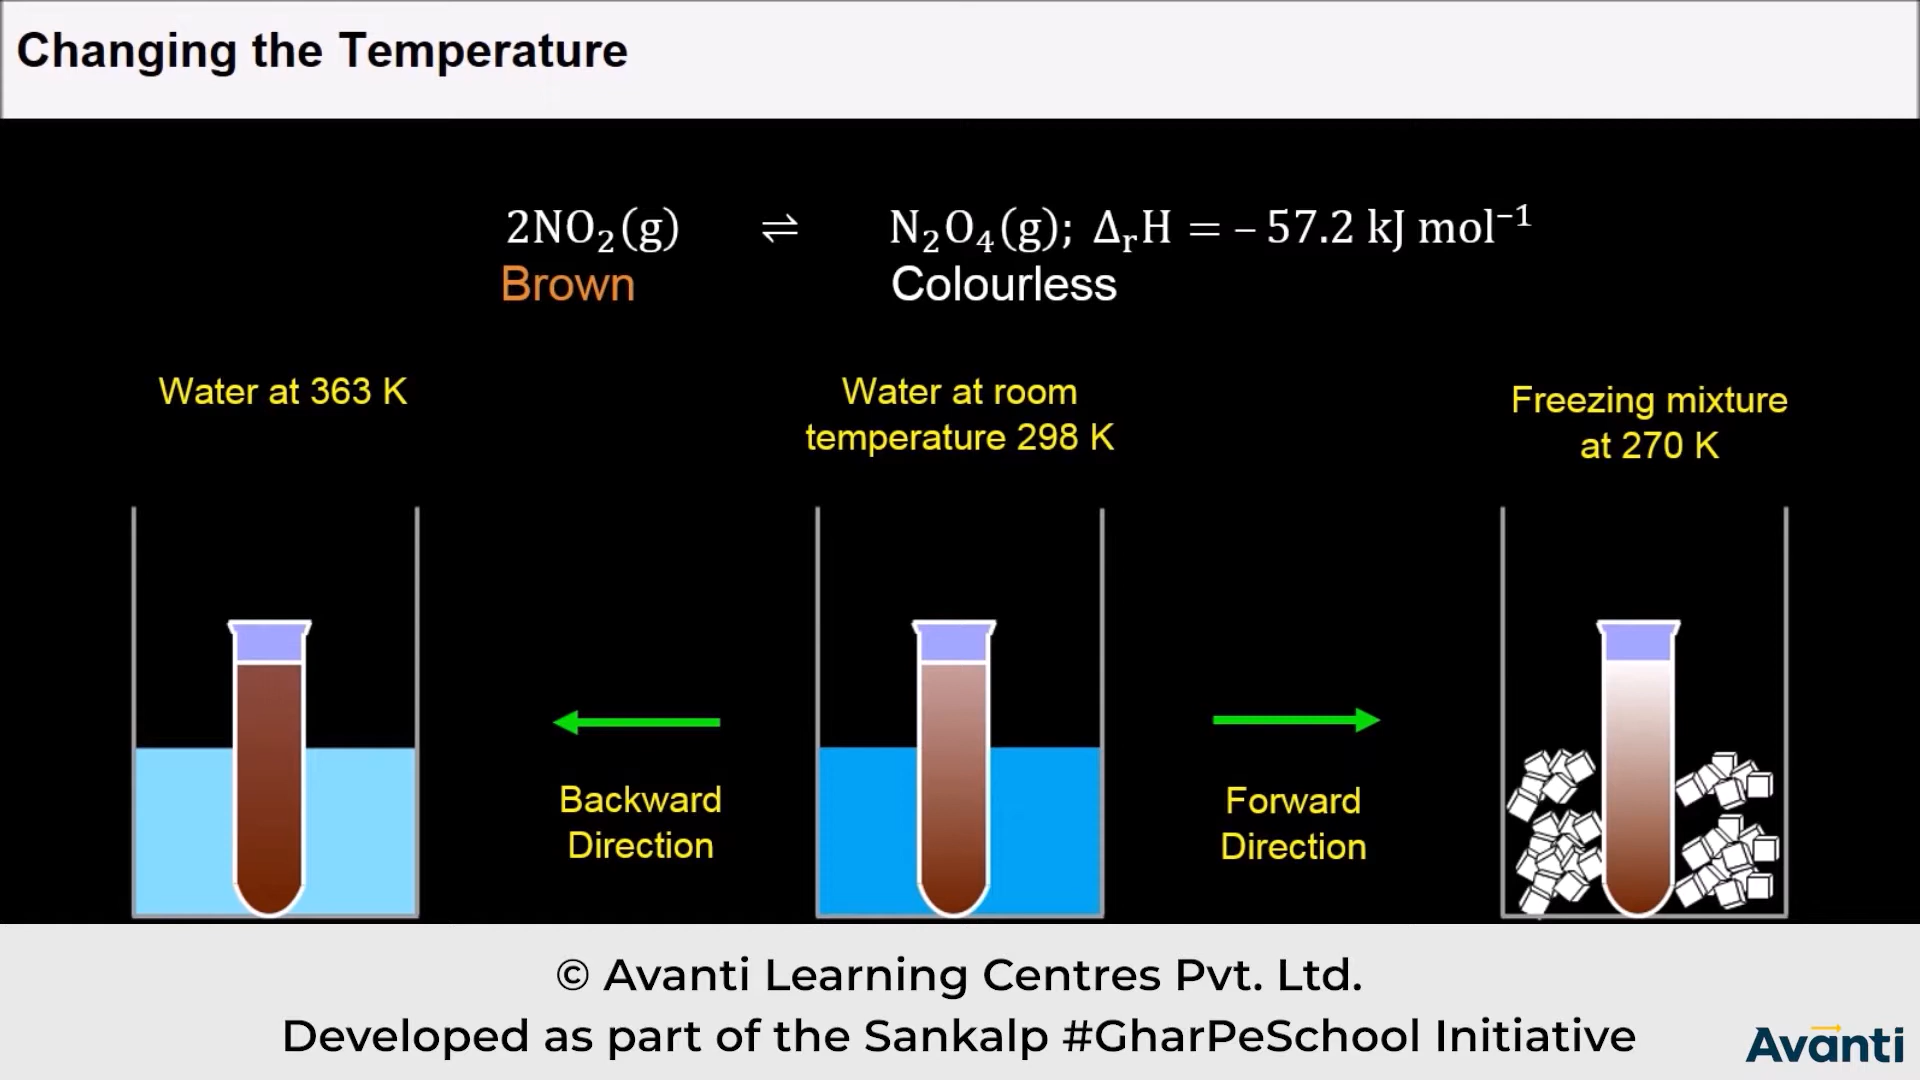 Changing the Temperature
2NO₂(g) ⇌ N₂O₄(g); ΔᵣH = – 57.2 kJ mol⁻¹
Brown Colourless
Water at 363 K
Water at room
temperature 298 K
Freezing mixture
at 270 K
Backward
Direction
Forward
Direction
© Avanti Learning Centres Pvt. Ltd.
Developed as part of the Sankalp #GharPeSchool Initiative
Avanti